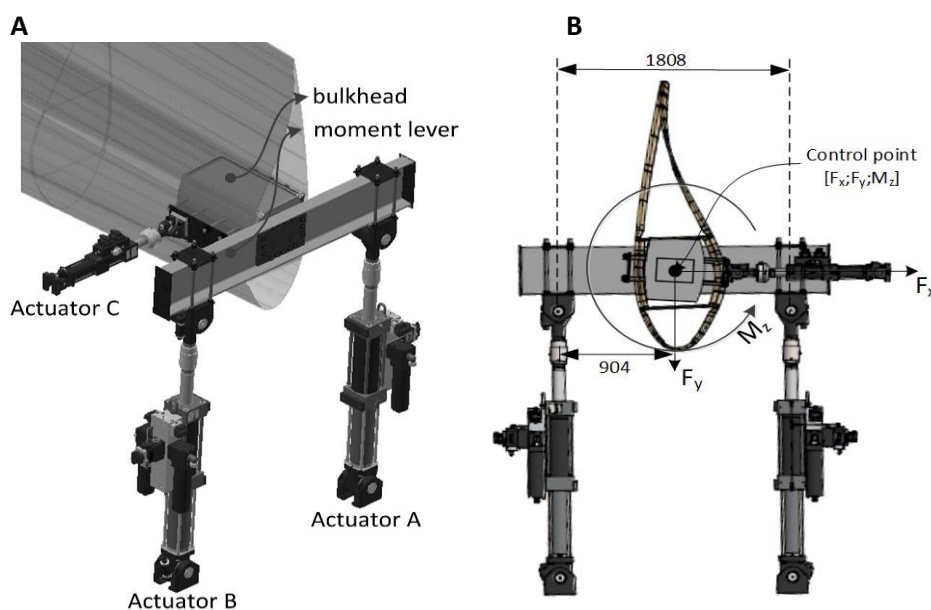 A
bulkhead
moment lever
Actuator C
Actuator A
Actuator B
B
1808
Control point
[Fx;Fy;Mz]
Fx
Mz
904
Fy